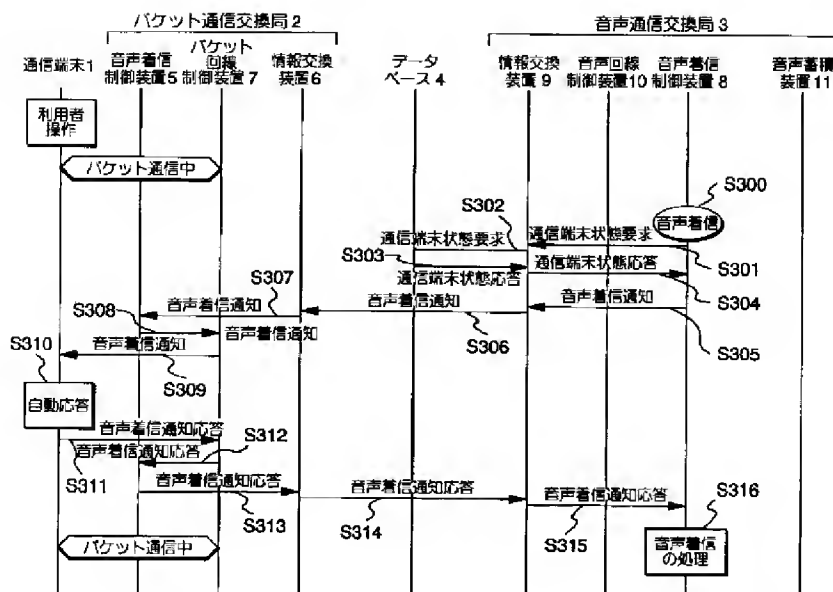 パケット通信交換局2
音声通信交換局3
通信端末1
音声着信
制御装置5
パケット
回線
制御装置7
情報交換
装置6
データ
ベース4
情報交換
装置9
音声回線
制御装置10
音声着信
制御装置8
音声蓄積
装置11
利用者
操作
パケット通信中
S300
音声着信
S302
通信端末状態要求
通信端末状態要求
S301
S303
通信端末状態応答
通信端末状態応答
S304
S307
音声着信通知
音声着信通知
音声着信通知
S308
音声着信通知
S306
S305
S310
音声着信通知
S309
自動応答
音声着信通知応答
S312
音声着信通知応答
S311
音声着信通知応答
S313
音声着信通知応答
S314
音声着信通知応答
S315
S316
パケット通信中
音声着信
の処理